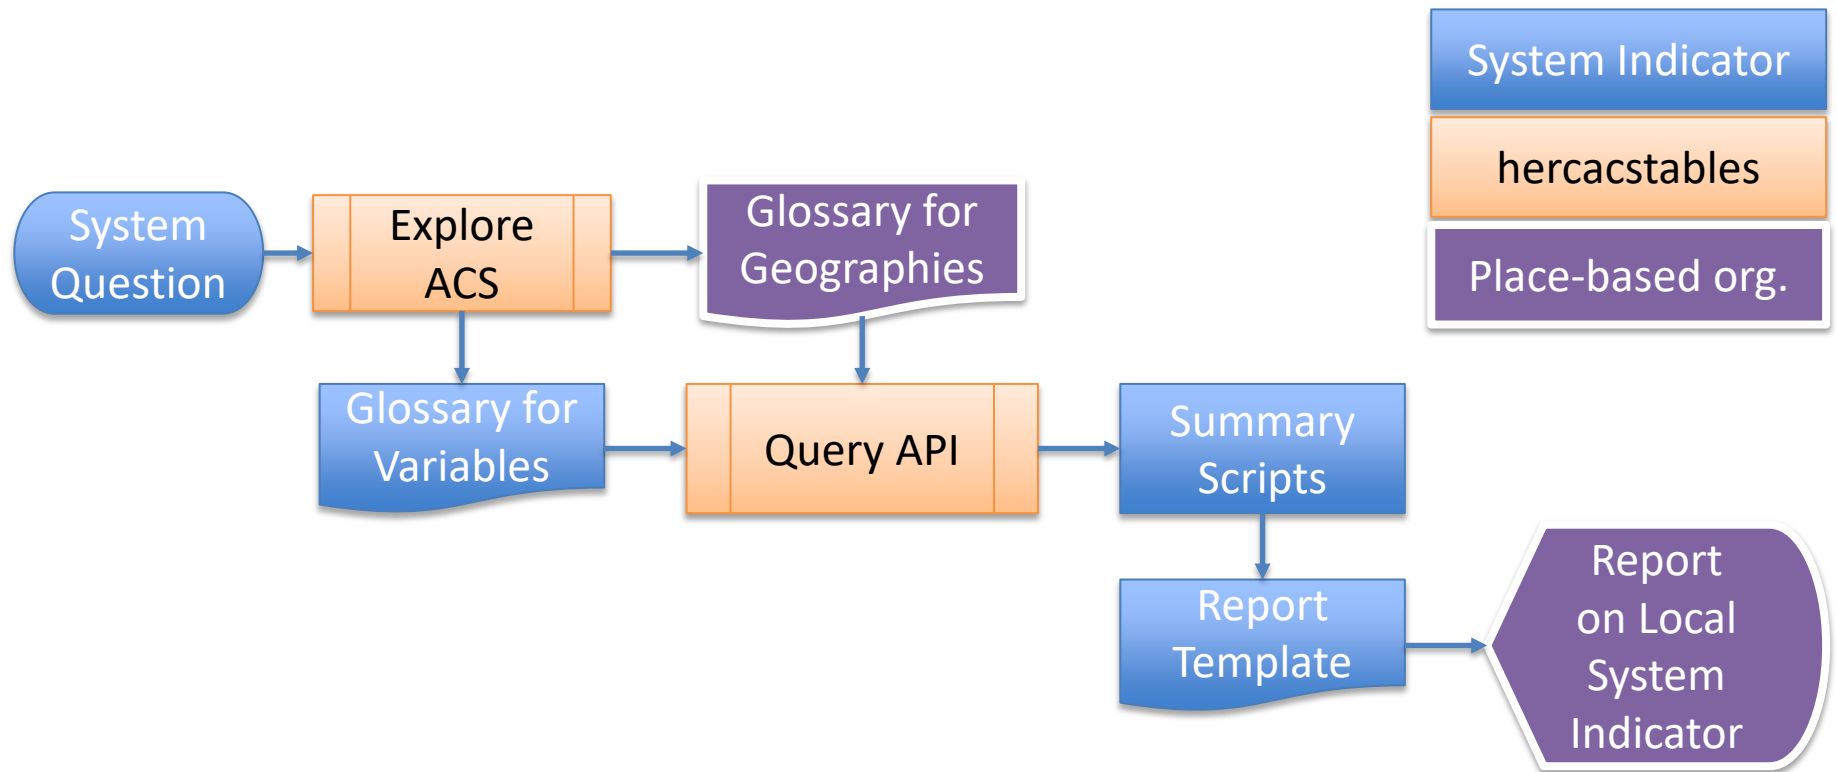 System Indicator
hercacstables
Place-based org.
System
Question
Explore
ACS
Glossary for
Geographies
Glossary for
Variables
Query API
Summary
Scripts
Report
Template
Report
on Local
System
Indicator